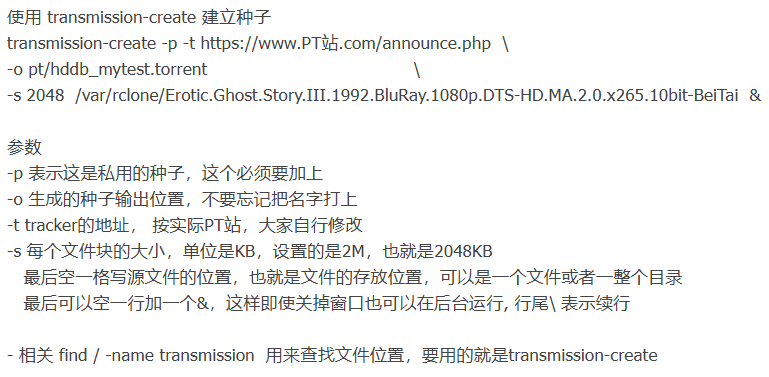 使用 transmission-create 建立种子
transmission-create -p -t https://www.PT站.com/announce.php \
-o pt/hddb_mytest.torrent \
-s 2048 /var/rclone/Erotic.Ghost.Story.III.1992.BluRay.1080p.DTS-HD.MA.2.0.x265.10bit-BeiTai &
参数
-p 表示这是私用的种子，这个必须要加上
-o 生成的种子输出位置，不要忘记把名字打上
-t tracker的地址， 按实际PT站，大家自行修改
-s 每个文件块的大小，单位是KB，设置的是2M，也就是2048KB
最后空一格写源文件的位置，也就是文件的存放位置，可以是一个文件或者一整个目录
最后可以空一行加一个&，这样即使关掉窗口也可以在后台运行, 行尾\ 表示续行
- 相关 find / -name transmission 用来查找文件位置，要用的就是transmission-create